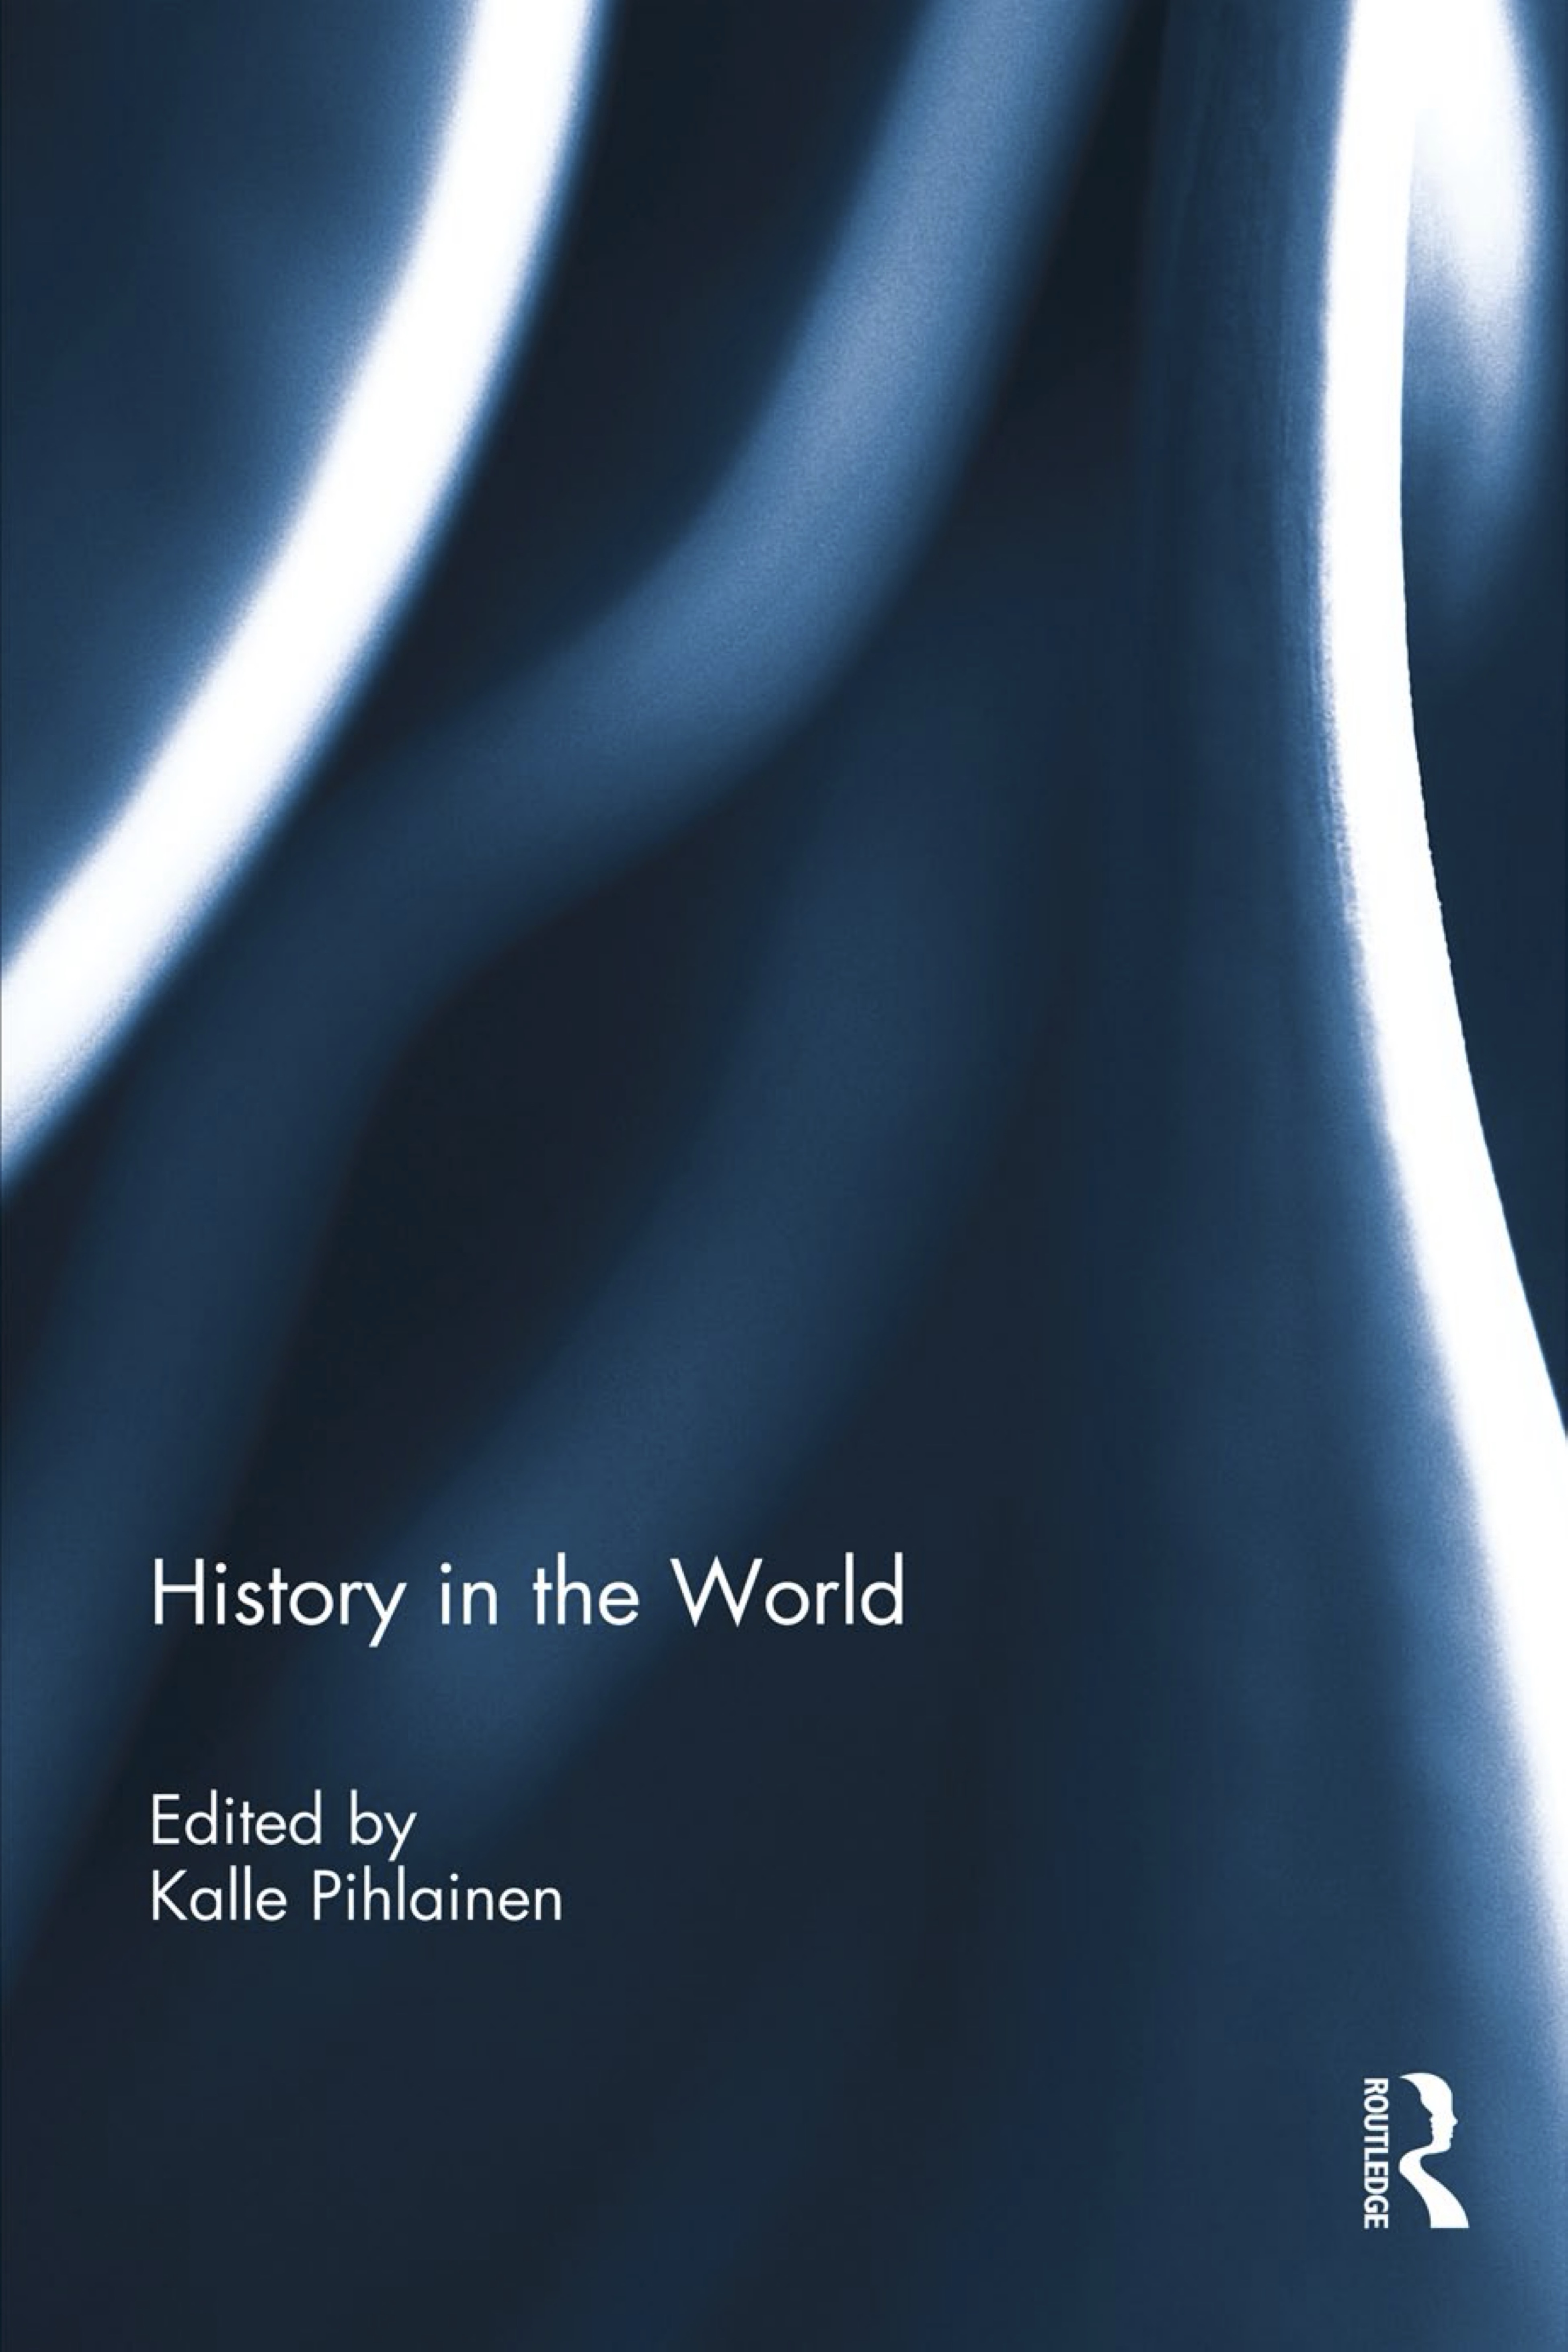 History in the World
Edited by
Kalle Pihlainen
ROUTLEDGE